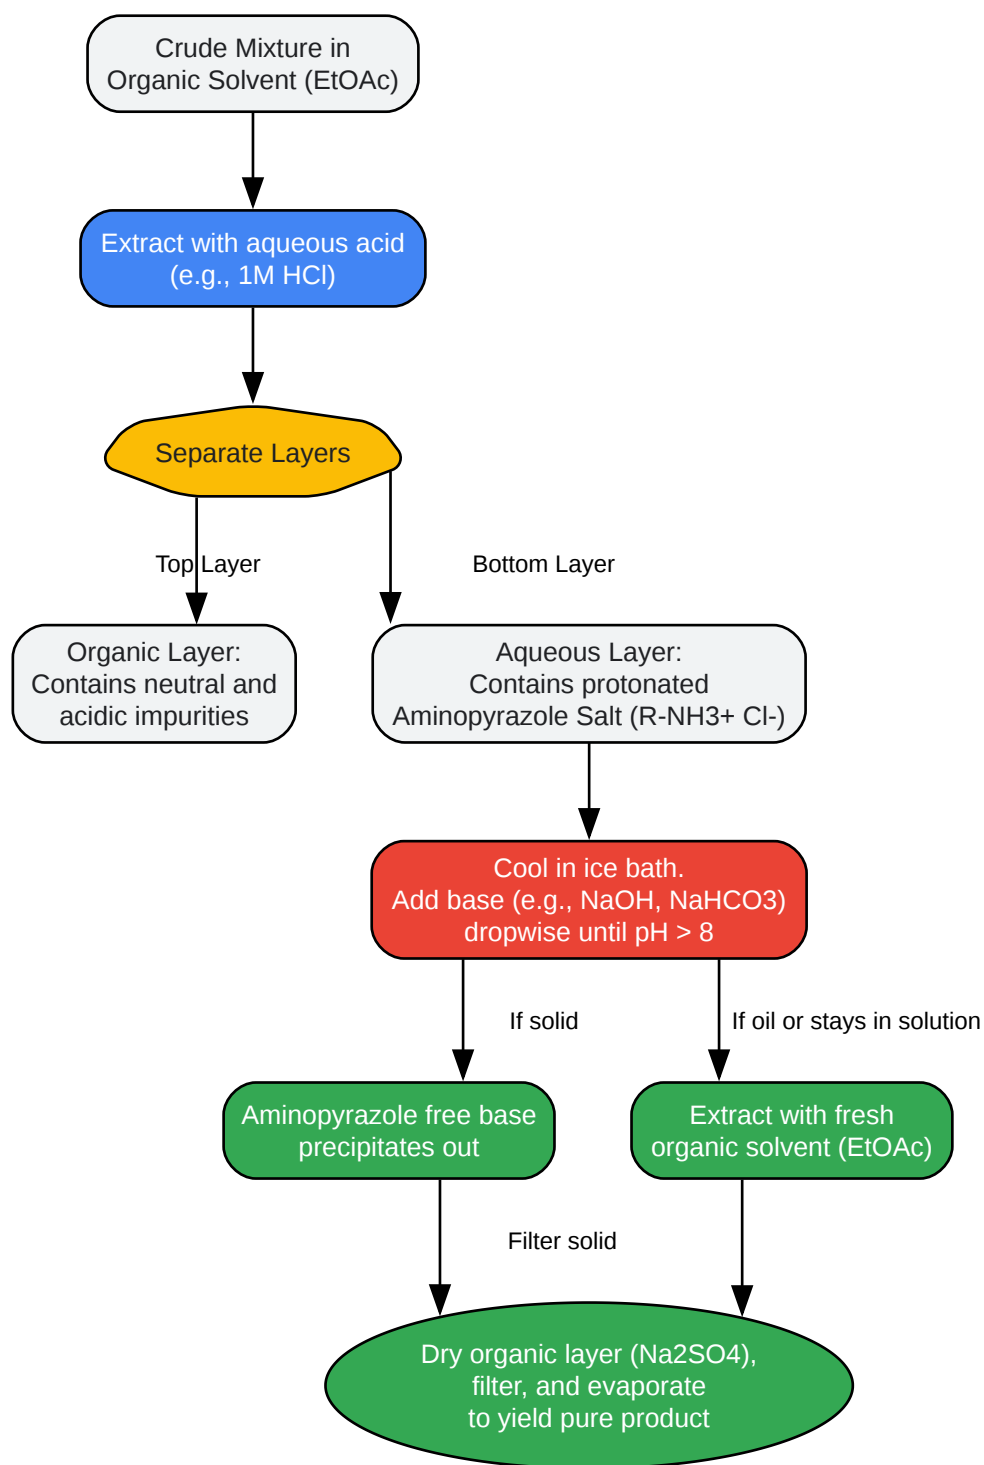 Crude Mixture in
Organic Solvent (EtOAc)
Extract with aqueous acid
(e.g., 1M HCl)
Separate Layers
Top Layer
Bottom Layer
Organic Layer:
Contains neutral and
acidic impurities
Aqueous Layer:
Contains protonated
Aminopyrazole Salt (R-NH3+ Cl-)
Cool in ice bath.
Add base (e.g., NaOH, NaHCO3)
dropwise until pH > 8
If solid
If oil or stays in solution
Aminopyrazole free base
precipitates out
Extract with fresh
organic solvent (EtOAc)
Filter solid
Dry organic layer (Na2SO4),
filter, and evaporate
to yield pure product